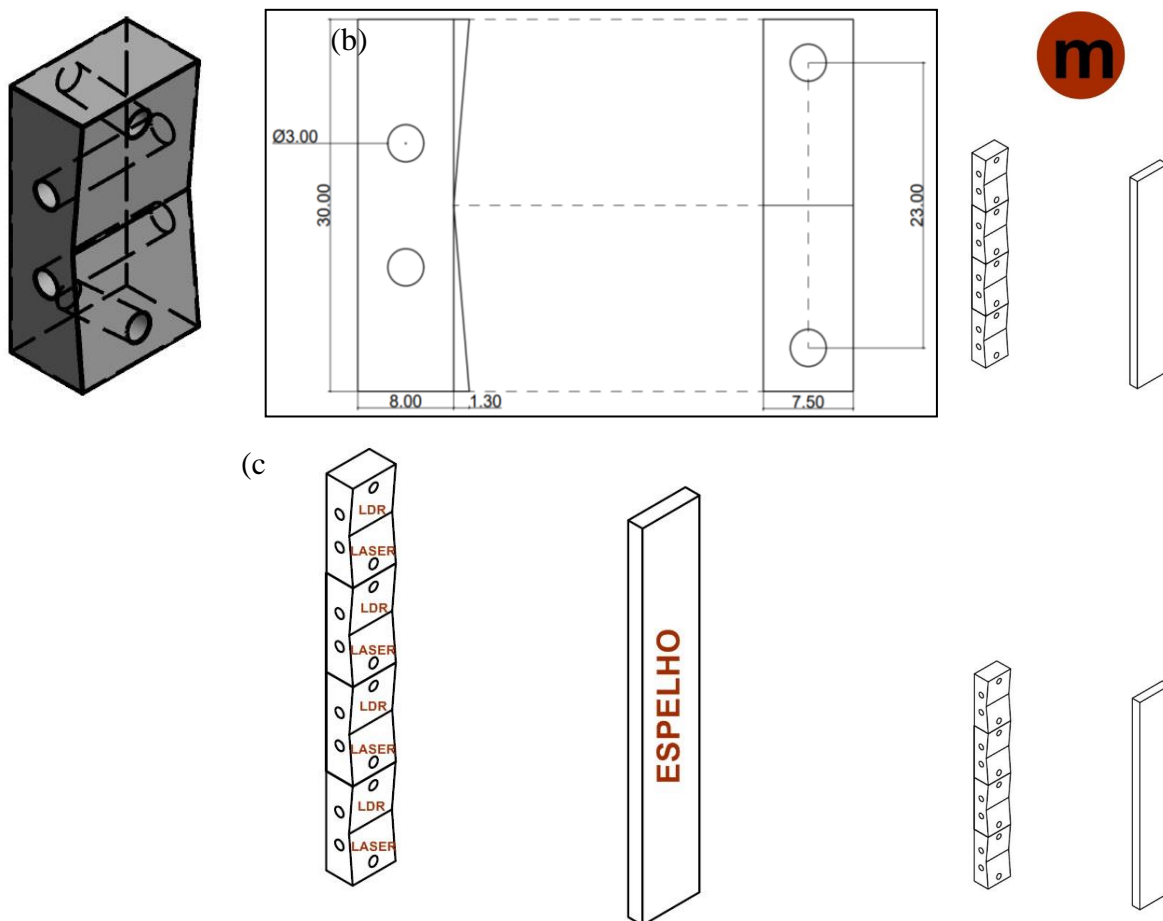 (b)
m
Ø3.00
30.00
23.00
8.00
1.30
7.50
(c
LDR
LASER
LDR
LASER
LDR
LASER
LDR
LASER
ESPELHO